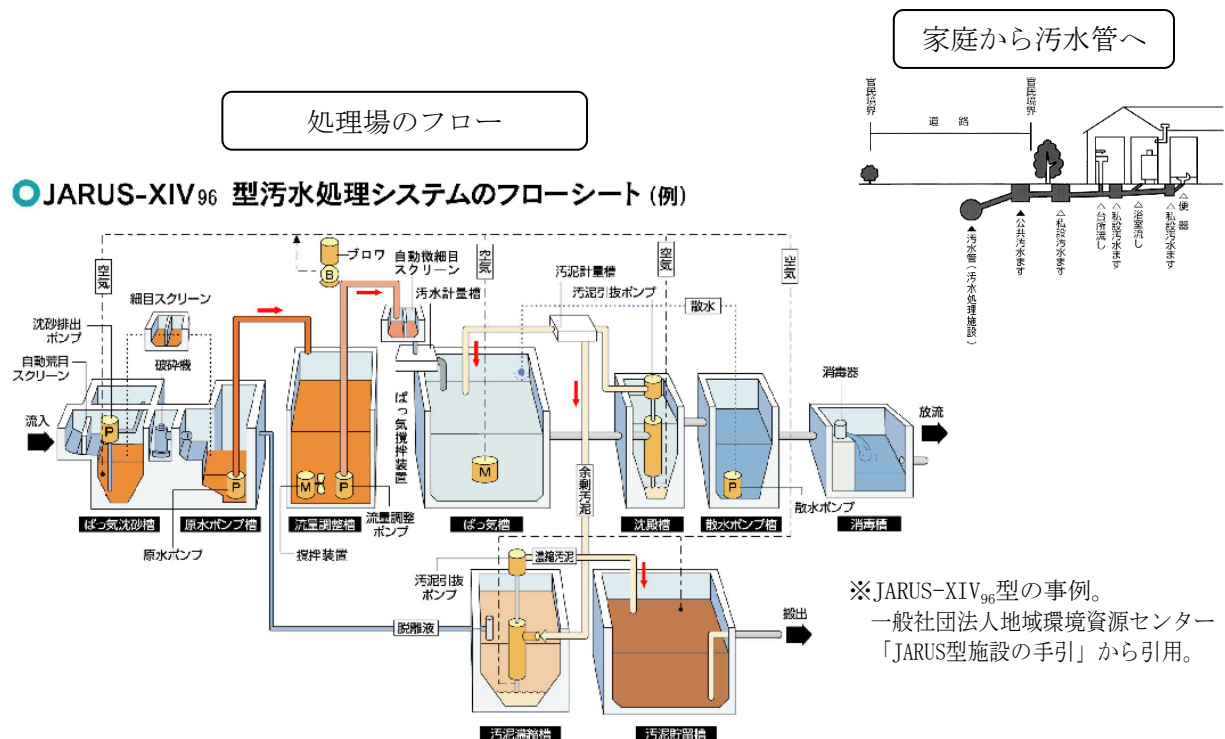 家庭から汚水管へ
官民境界
官民境界
道　路
△便器
△私設汚水ます
△浴室流し
△私設汚水ます
△台所流し
△私設汚水ます
▲公共汚水ます
▲汚水管（汚水処理施設）
処理場のフロー
JARUS-XIV96 型汚水処理システムのフローシート（例）
空気
ブロワ
B
自動微細目
スクリーン
汚水計量槽
空気
汚泥計量槽
汚泥引抜ポンプ
空気
空気
散水
細目スクリーン
沈砂排出
ポンプ
自動荒目
スクリーン
破砕機
流入
P
P
M
P
ばっ気撹拌装置
M
P
消毒器
放流
余剰汚泥
ばっ気沈砂槽
原水ポンプ槽
流量調整槽
流量調整
ポンプ
ばっ気槽
沈殿槽
散水ポンプ槽
散水ポンプ
消毒槽
原水ポンプ
撹拌装置
汚泥引抜
ポンプ
濃縮汚泥
脱離液
搬出
汚泥濃縮槽
汚泥貯留槽
※JARUS-XIV96型の事例。
一般社団法人地域環境資源センター
「JARUS型施設の手引」から引用。